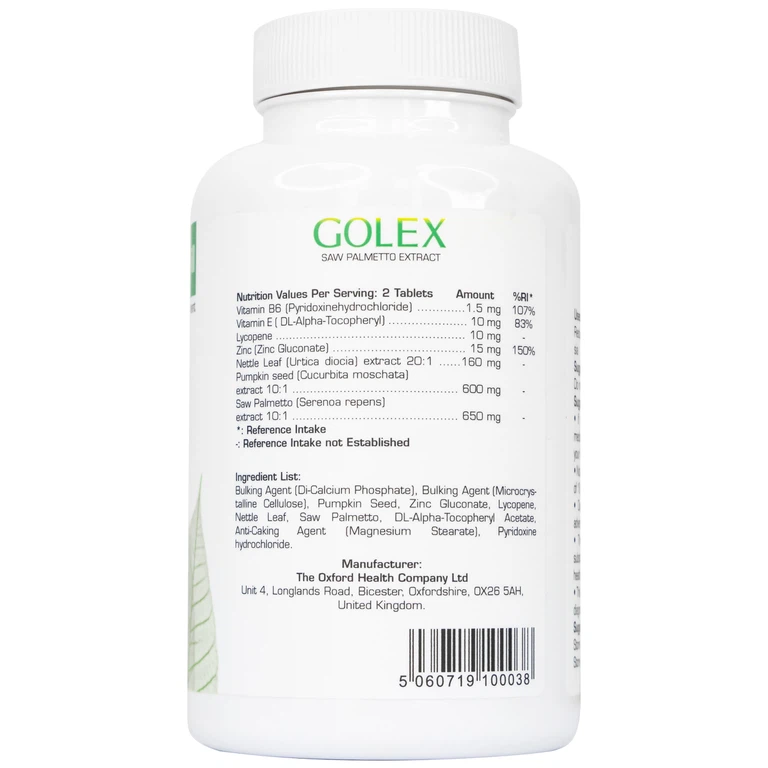 GOLEX
SAW PALMETTO EXTRACT
Nutrition Values Per Serving: 2 Tablets Amount %RI*
Vitamin B6 (Pyridoxinehydrochloride) ............1.5 mg 107%
Vitamin E ( DL-Alpha-Tocopheryl) ................. 10 mg 83%
Lycopene ................................................ 10 mg -
Zinc (Zinc Gluconate) ................................. 15 mg 150%
Nettle Leaf (Urtica diocia) extract 20:1 ......160 mg -
Pumpkin seed (Cucurbita moschata)
extract 10:1 ......................................... 600 mg -
Saw Palmetto (Serenoa repens)
extract 10:1 ......................................... 650 mg -
*: Reference Intake
-: Reference Intake not Established
Ingredient List:
Bulking Agent (Di-Calcium Phosphate), Bulking Agent (Microcrys-
talline Cellulose), Pumpkin Seed, Zinc Gluconate, Lycopene,
Nettle Leaf, Saw Palmetto, DL-Alpha-Tocopheryl Acetate,
Anti-Caking Agent (Magnesium Stearate), Pyridoxine
hydrochloride.
Manufacturer:
The Oxford Health Company Ltd
Unit 4, Longlands Road, Bicester, Oxfordshire, OX26 5AH,
United Kingdom.
5 060719 100038